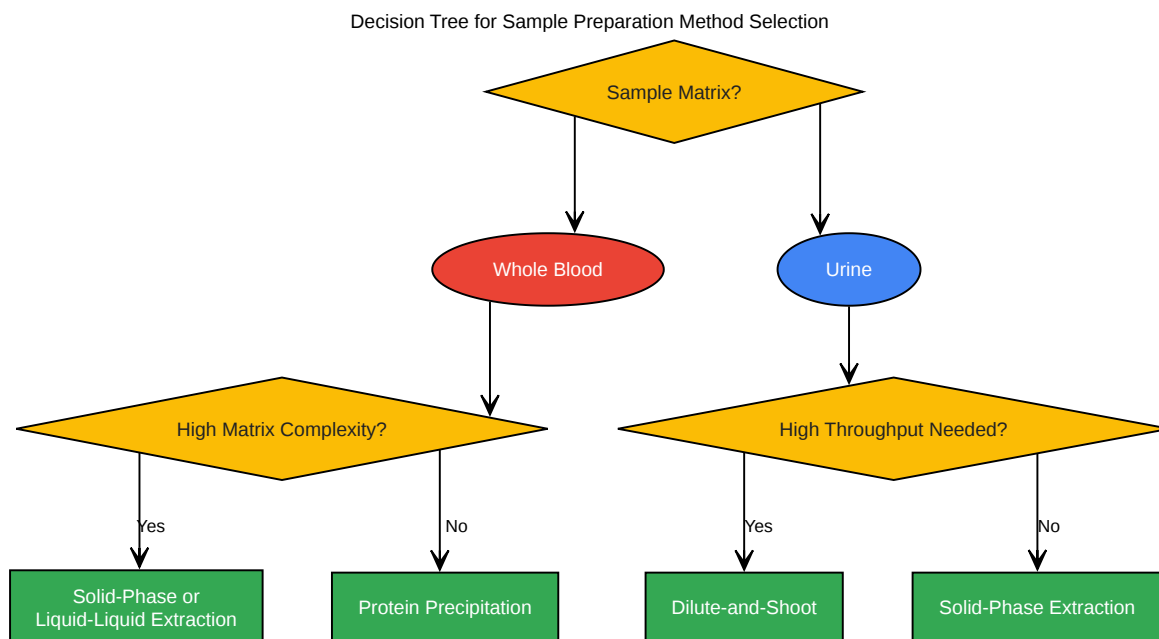 Decision Tree for Sample Preparation Method Selection
Sample Matrix?
Whole Blood
Urine
High Matrix Complexity?
High Throughput Needed?
Yes
No
Yes
No
Solid-Phase or
Liquid-Liquid Extraction
Protein Precipitation
Dilute-and-Shoot
Solid-Phase Extraction